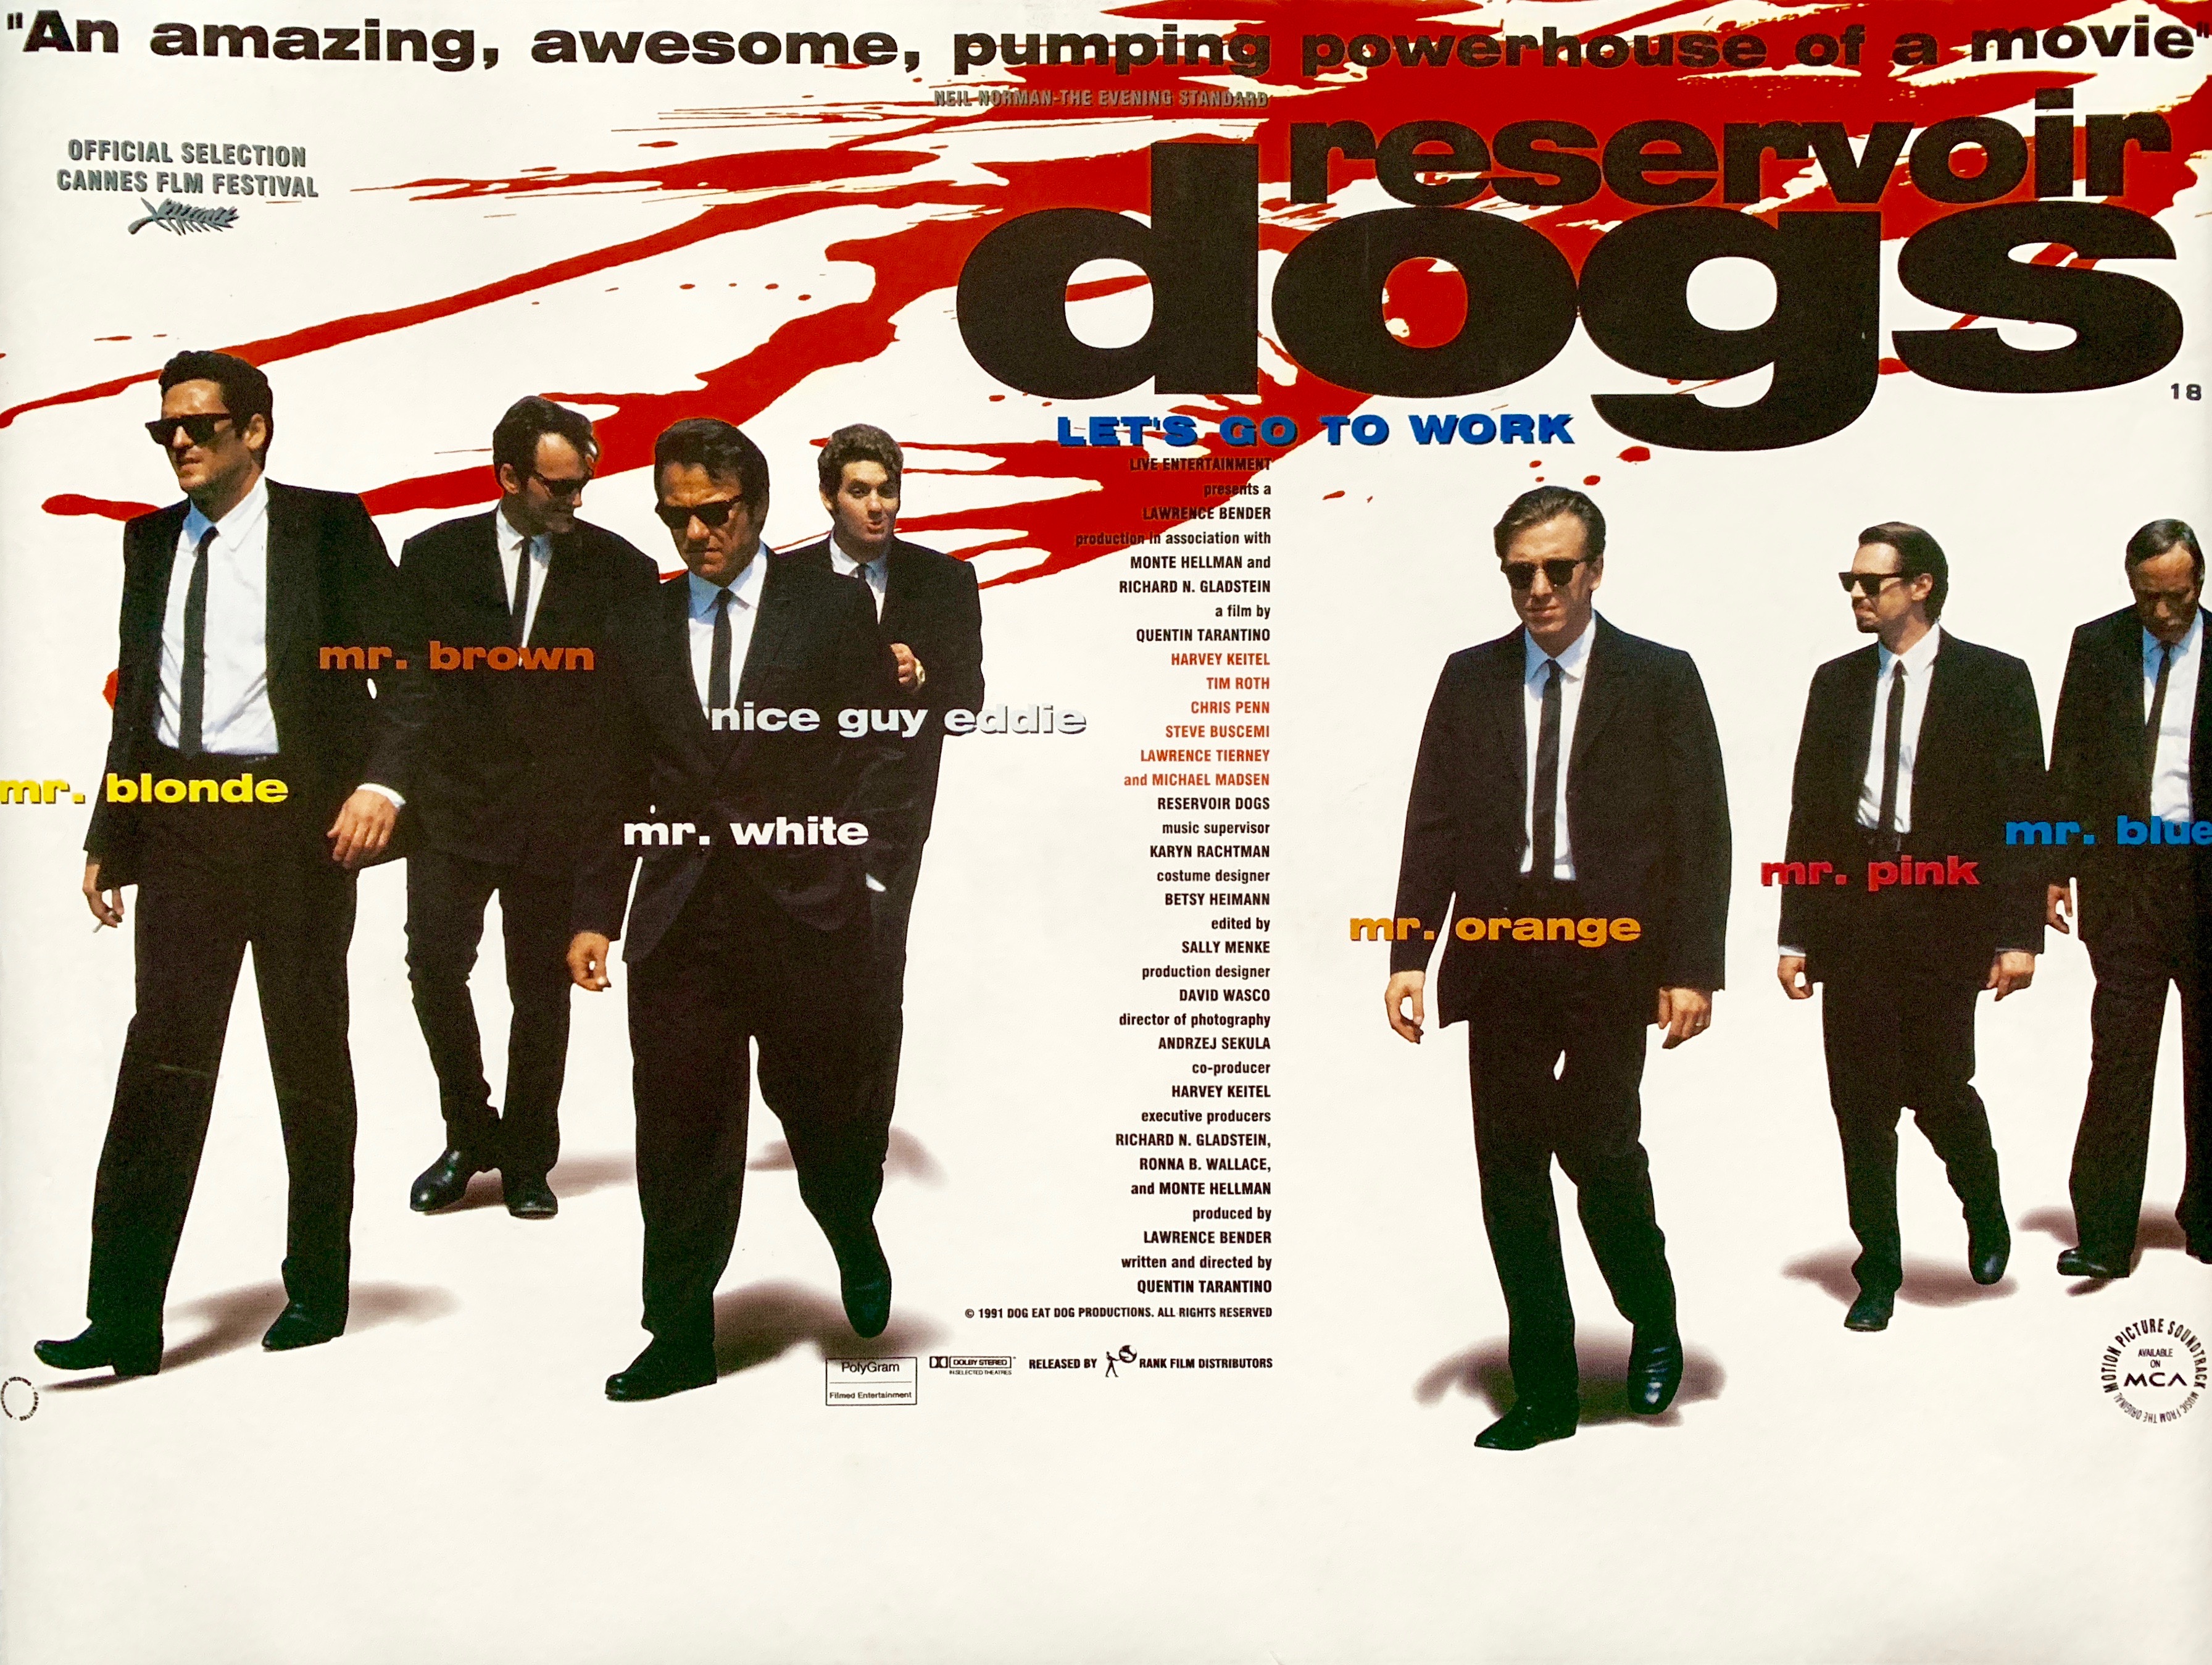 "An amazing, awesome, pumping powerhouse of a movie"
NEIL NORMAN-THE EVENING STANDARD
OFFICIAL SELECTION
CANNES FLM FESTIVAL
reservoir
dogs
18
LET'S GO TO WORK
LIVE ENTERTAINMENT
presents a
LAWRENCE BENDER
production in association with
MONTE HELLMAN and
RICHARD N. GLADSTEIN
a film by
QUENTIN TARANTINO
HARVEY KEITEL
TIM ROTH
CHRIS PENN
STEVE BUSCEMI
LAWRENCE TIERNEY
and MICHAEL MADSEN
RESERVOIR DOGS
music supervisor
KARYN RACHTMAN
costume designer
BETSY HEIMANN
edited by
SALLY MENKE
production designer
DAVID WASCO
director of photography
ANDRZEJ SEKULA
co-producer
HARVEY KEITEL
executive producers
RICHARD N. GLADSTEIN,
RONNA B. WALLACE,
and MONTE HELLMAN
produced by
LAWRENCE BENDER
written and directed by
QUENTIN TARANTINO
© 1991 DOG EAT DOG PRODUCTIONS. ALL RIGHTS RESERVED
mr. brown
nice guy eddie
mr. blonde
mr. white
mr. orange
mr. pink
mr. blue
PolyGram
Filmed Entertainment
DOLBY STEREO
IN SELECTED THEATRES
RELEASED BY
RANK FILM DISTRIBUTORS
MOTION PICTURE SOUNDTRACK
MUSIC FROM THE ORIGINAL
AVAILABLE
ON
MCA